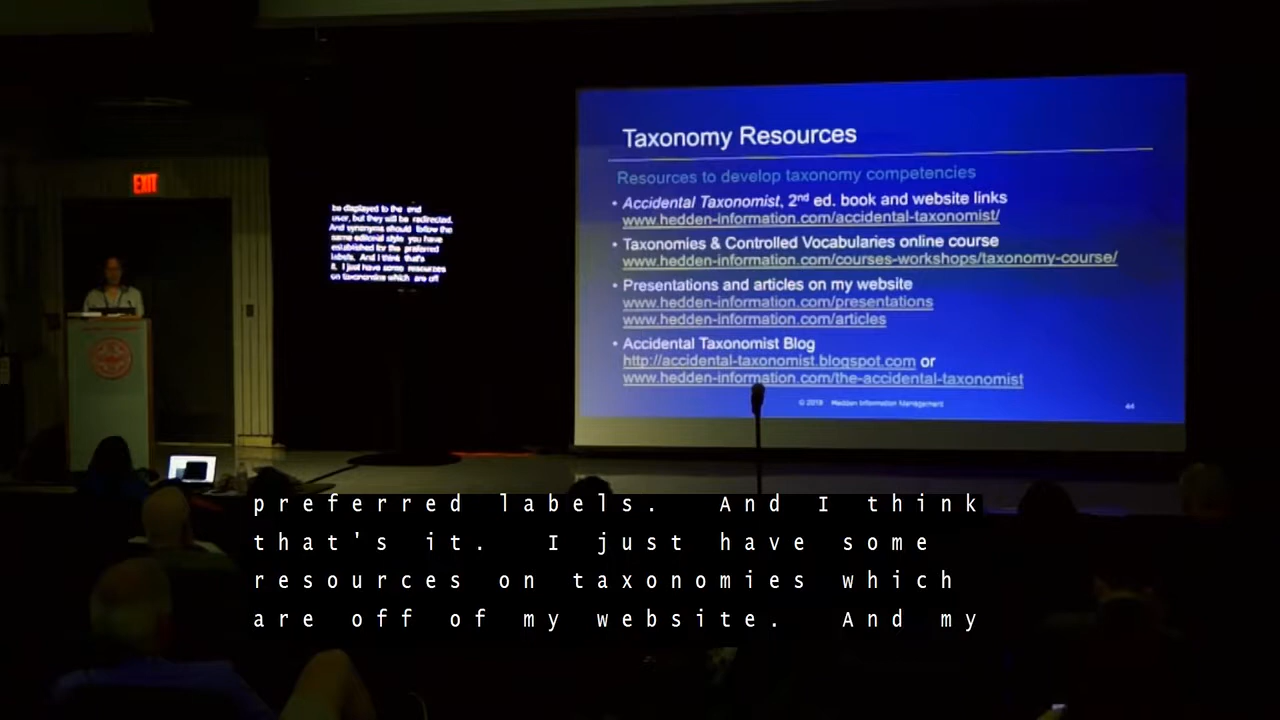 EXIT
be displayed to the end
user, but they will be redirected.
And synonyms should follow the
same editorial style you have
established for the preferred
labels. And I think that's
it. I just have some resources
on taxonomies which are off
Taxonomy Resources
Resources to develop taxonomy competencies
• Accidental Taxonomist, 2nd ed. book and website links
www.hedden-information.com/accidental-taxonomist/
• Taxonomies & Controlled Vocabularies online course
www.hedden-information.com/courses-workshops/taxonomy-course/
• Presentations and articles on my website
www.hedden-information.com/presentations
www.hedden-information.com/articles
• Accidental Taxonomist Blog
http://accidental-taxonomist.blogspot.com or
www.hedden-information.com/the-accidental-taxonomist
© 2019 Hedden Information Management
44
preferred labels. And I think
that's it. I just have some
resources on taxonomies which
are off of my website. And my